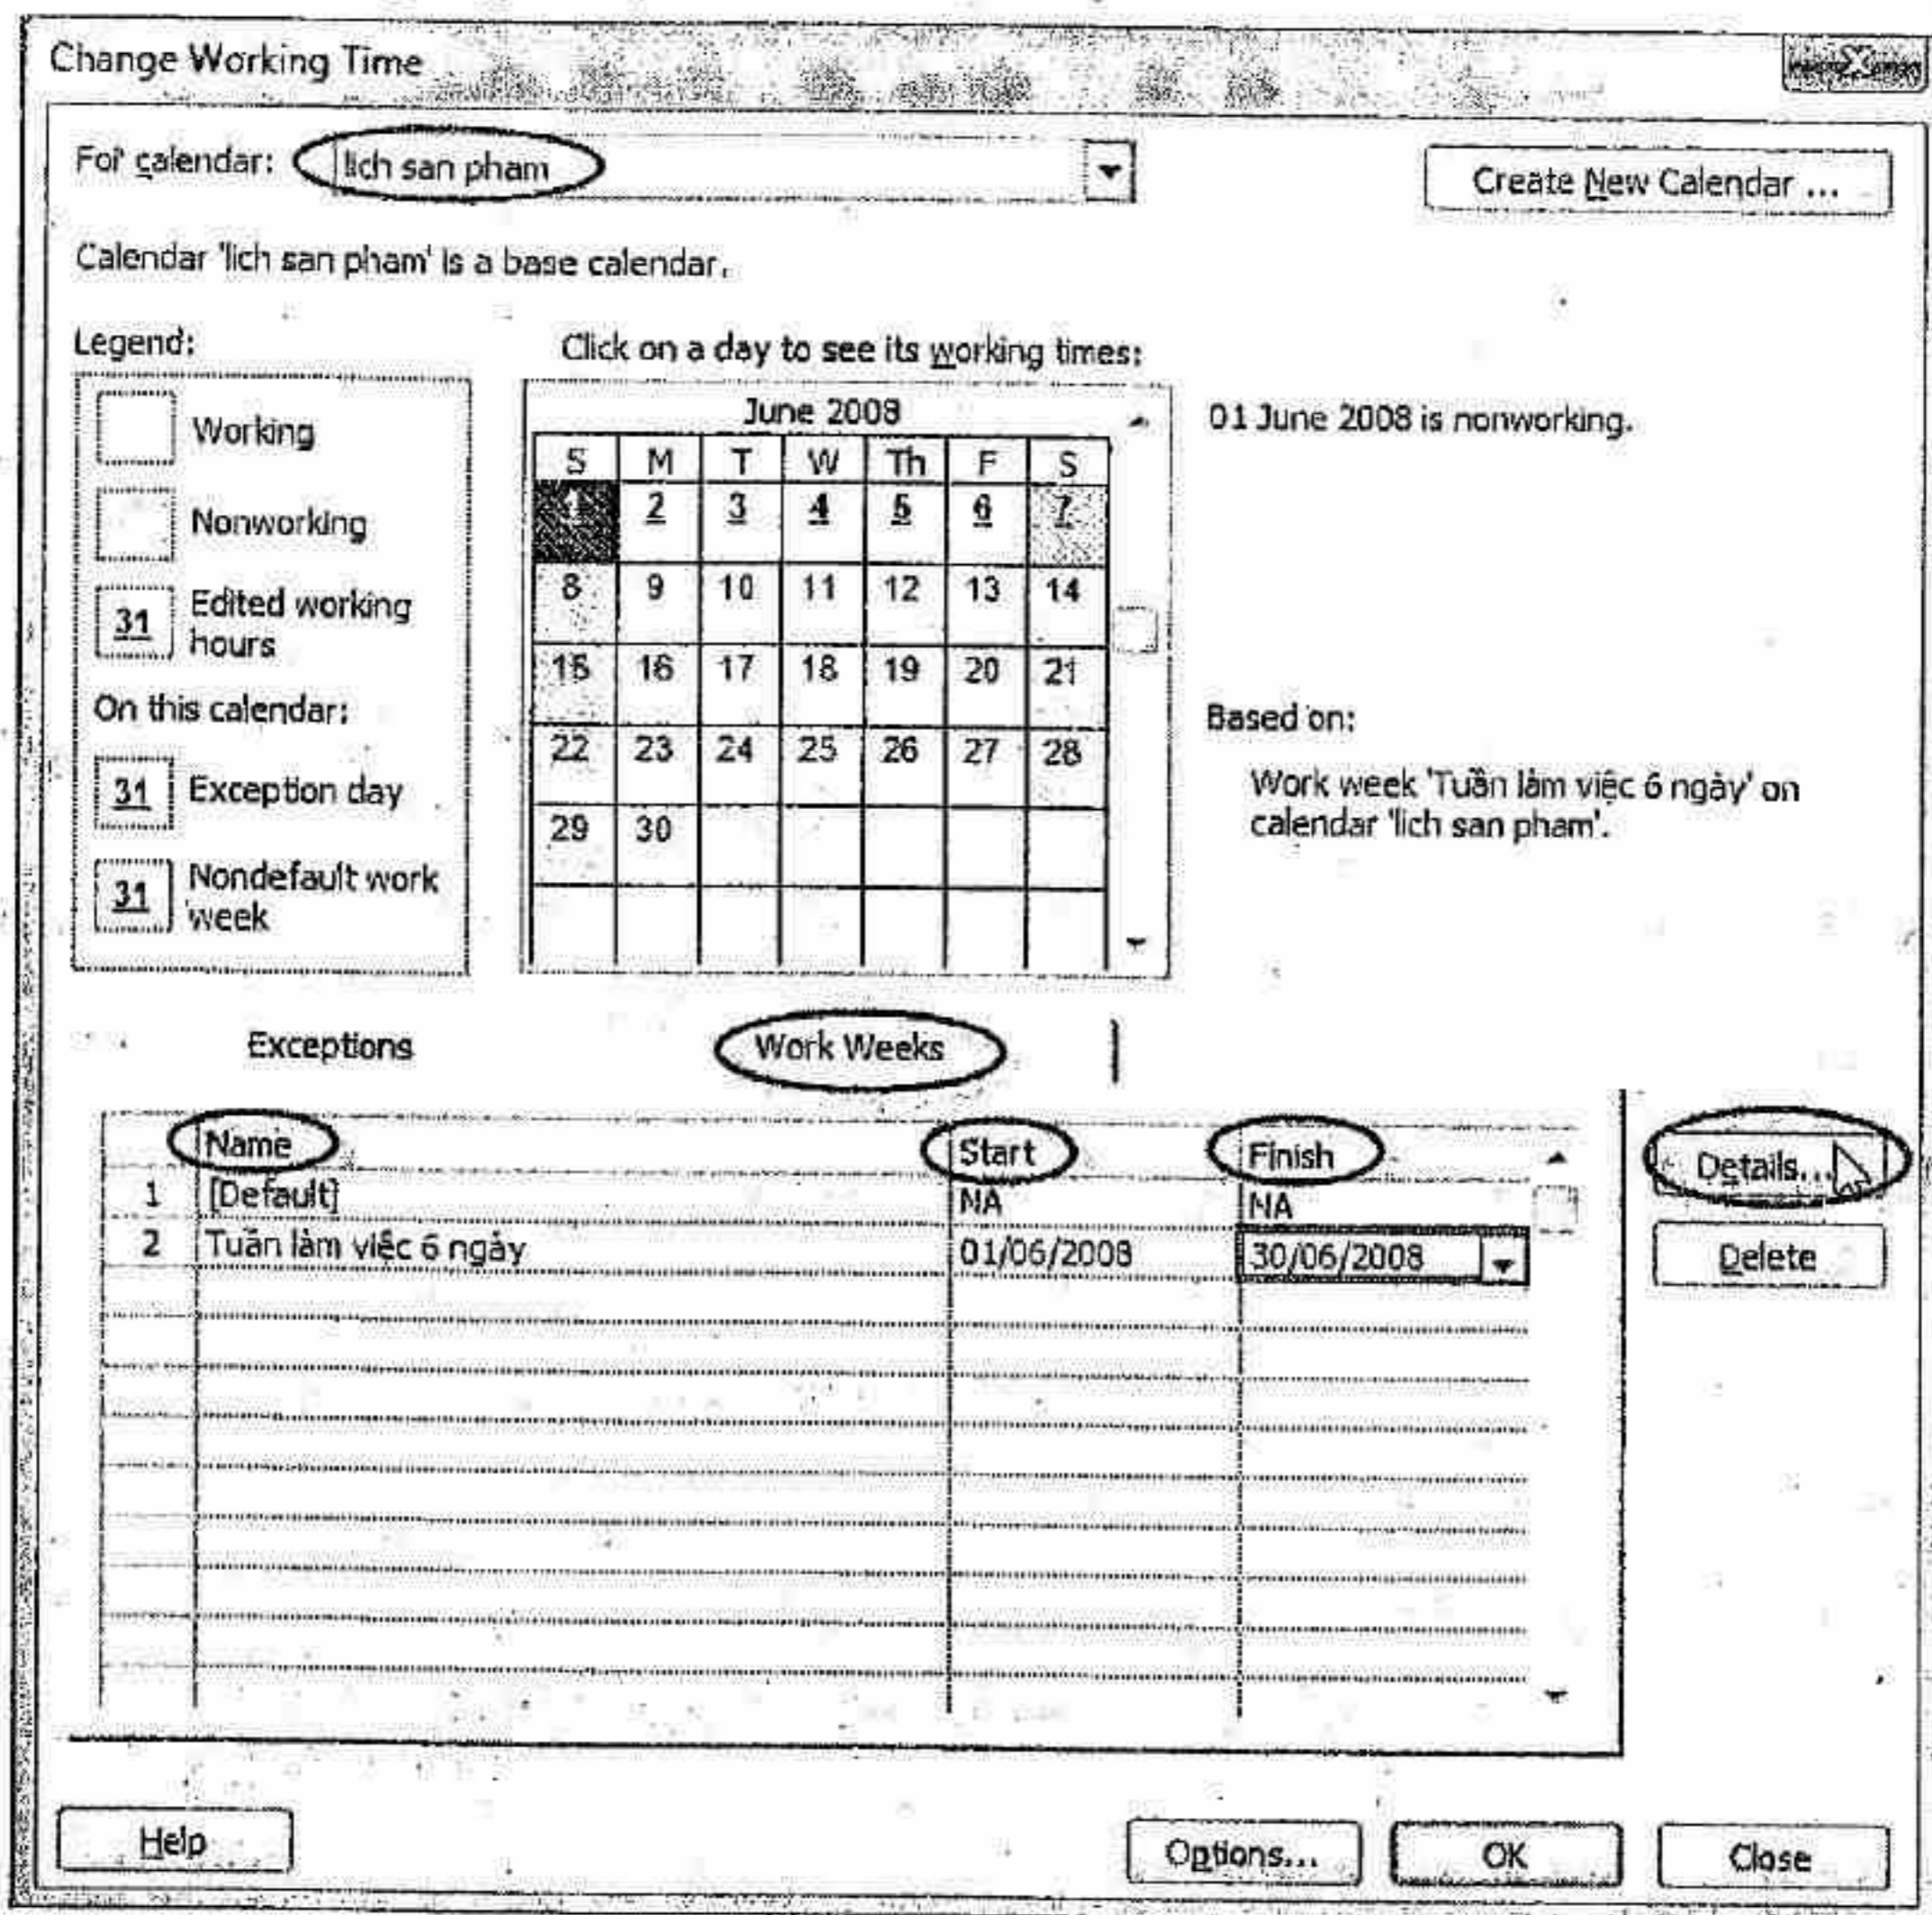 Change Working Time
For calendar: lich san pham
Create New Calendar ...
Calendar 'lich san pham' is a base calendar.
Legend:
Working
Nonworking
31 Edited working
hours
On this calendar:
31 Exception day
31 Nondefault work
week
Click on a day to see its working times:
June 2008
S M T W Th F S
1 2 3 4 5 6 7
8 9 10 11 12 13 14
15 16 17 18 19 20 21
22 23 24 25 26 27 28
29 30
01 June 2008 is nonworking.
Based on:
Work week 'Tuần làm việc 6 ngày' on
calendar 'lich san pham'.
Exceptions
Work Weeks
Name Start Finish
1 [Default] NA NA
2 Tuần làm việc 6 ngày 01/06/2008 30/06/2008
Details...
Delete
Help
Options...
OK
Close